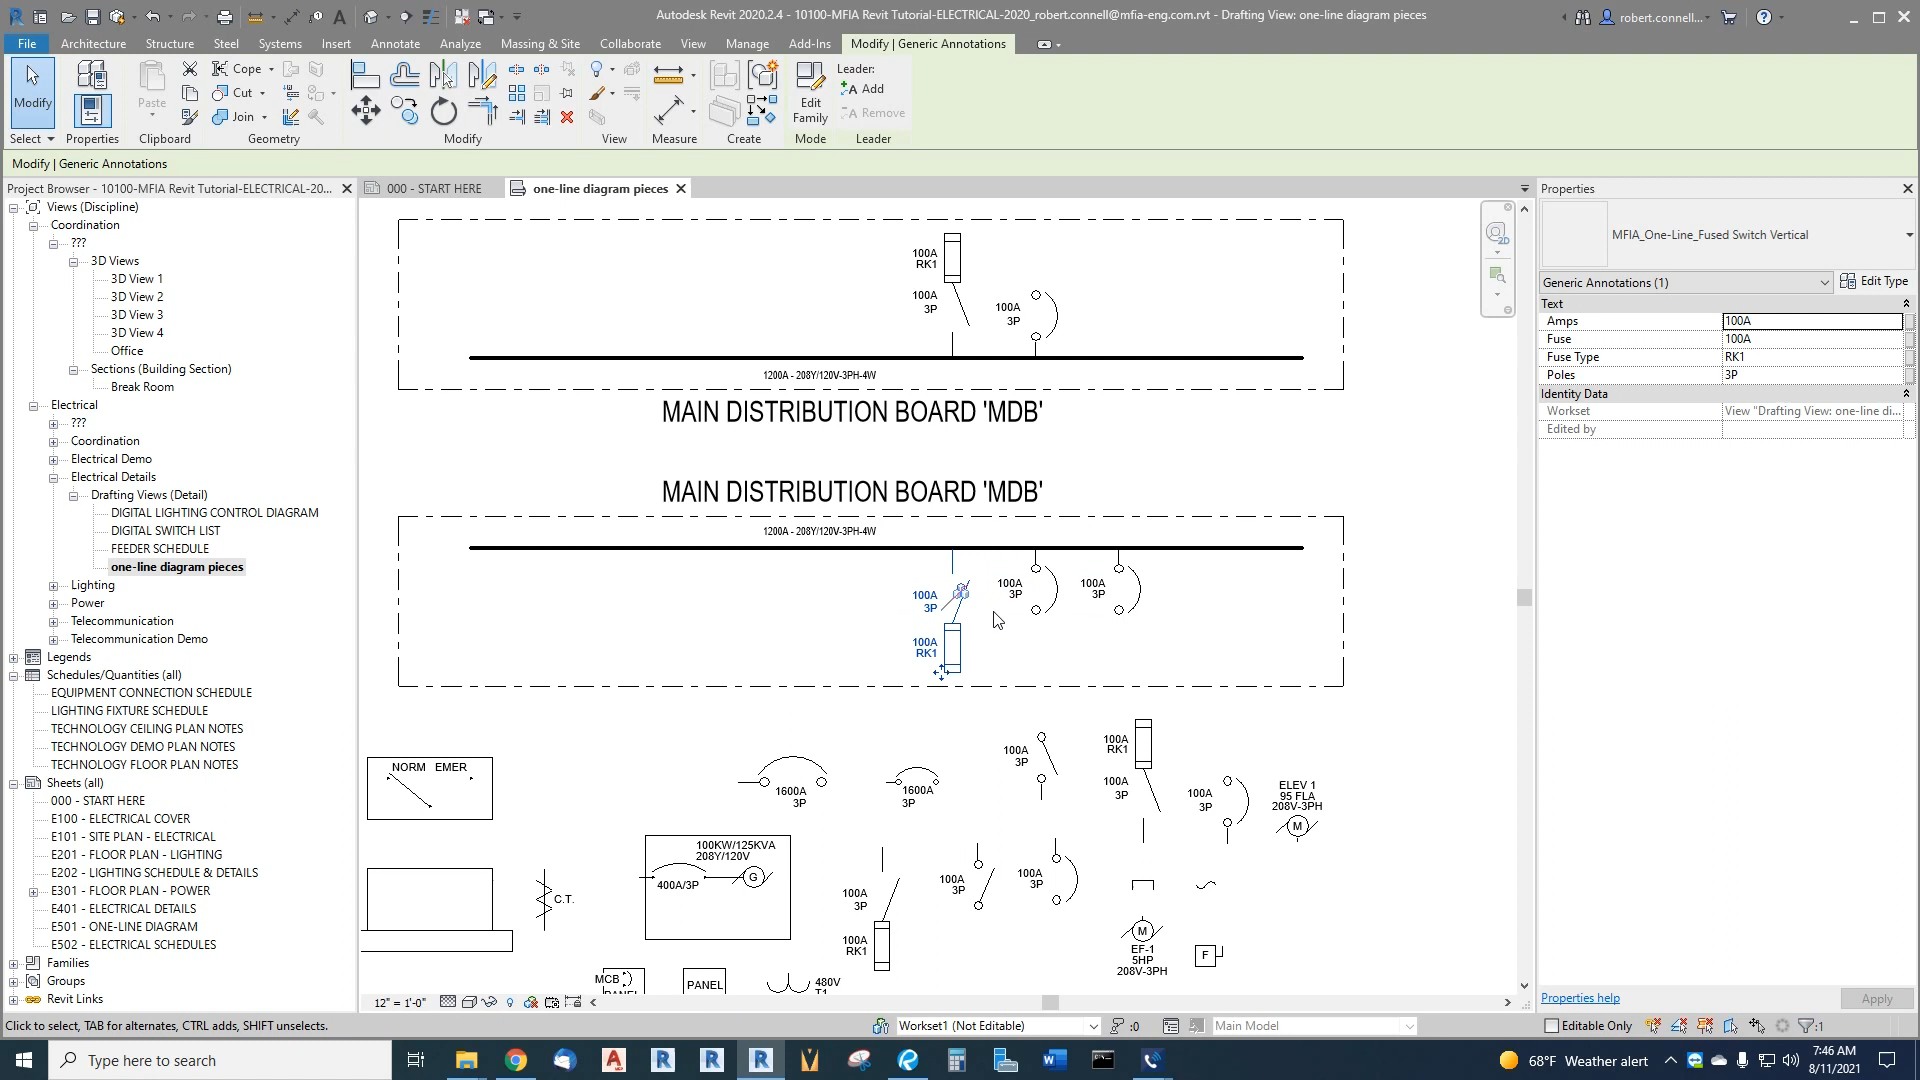 Autodesk Revit 2020.2.4 - 10100-MFIA Revit Tutorial-ELECTRICAL-2020_robert.connell@mfia-eng.com.rvt - Drafting View: one-line diagram pieces
robert.connell...
File Architecture Structure Steel Systems Insert Annotate Analyze Massing & Site Collaborate View Manage Add-Ins Modify | Generic Annotations
Modify
Paste
Cope
Cut
Join
Edit
Family
Leader:
Add
Remove
Select Properties Clipboard Geometry Modify View Measure Create Mode Leader
Modify | Generic Annotations
Project Browser - 10100-MFIA Revit Tutorial-ELECTRICAL-20...
Views (Discipline)
Coordination
???
3D Views
3D View 1
3D View 2
3D View 3
3D View 4
Office
Sections (Building Section)
Break Room
Electrical
???
Coordination
Electrical Demo
Electrical Details
Drafting Views (Detail)
DIGITAL LIGHTING CONTROL DIAGRAM
DIGITAL SWITCH LIST
FEEDER SCHEDULE
one-line diagram pieces
Lighting
Power
Telecommunication
Telecommunication Demo
Legends
Schedules/Quantities (all)
EQUIPMENT CONNECTION SCHEDULE
LIGHTING FIXTURE SCHEDULE
TECHNOLOGY CEILING PLAN NOTES
TECHNOLOGY DEMO PLAN NOTES
TECHNOLOGY FLOOR PLAN NOTES
Sheets (all)
000 - START HERE
E100 - ELECTRICAL COVER
E101 - SITE PLAN - ELECTRICAL
E201 - FLOOR PLAN - LIGHTING
E202 - LIGHTING SCHEDULE & DETAILS
E301 - FLOOR PLAN - POWER
E401 - ELECTRICAL DETAILS
E501 - ONE-LINE DIAGRAM
E502 - ELECTRICAL SCHEDULES
Families
Groups
Revit Links
000 - START HERE
one-line diagram pieces
100A
RK1
100A
3P
100A
3P
1200A - 208Y/120V-3PH-4W
MAIN DISTRIBUTION BOARD 'MDB'
MAIN DISTRIBUTION BOARD 'MDB'
1200A - 208Y/120V-3PH-4W
100A
3P
100A
3P
100A
3P
100A
RK1
NORM EMER
1600A
3P
1600A
3P
100A
3P
100A
RK1
100A
3P
100A
3P
ELEV 1
95 FLA
208V-3PH
M
C.T.
100KW/125KVA
208Y/120V
400A/3P
G
100A
3P
100A
RK1
100A
3P
100A
3P
M
EF-1
5HP
208V-3PH
F
MCB
PANEL
PANEL
480V
T1
12" = 1'-0"
2D
Properties
MFIA_One-Line_Fused Switch Vertical
Generic Annotations (1)
Edit Type
Text
Amps 100A
Fuse 100A
Fuse Type RK1
Poles 3P
Identity Data
Workset View "Drafting View: one-line di...
Edited by
Properties help
Apply
Click to select, TAB for alternates, CTRL adds, SHIFT unselects.
Workset1 (Not Editable)
:0
Main Model
Editable Only
:1
Type here to search
68°F Weather alert
7:46 AM
8/11/2021